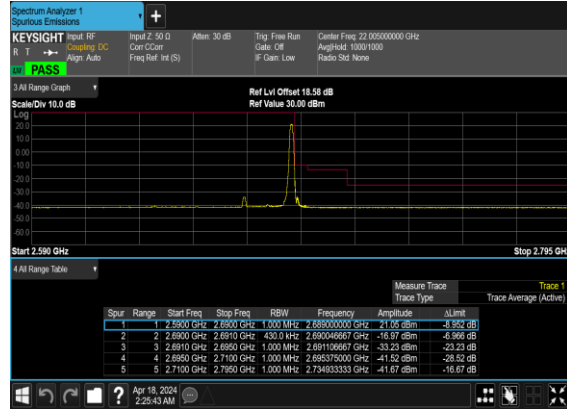 Spectrum Analyzer 1
Spurious Emissions
KEYSIGHT Input: RF Input Z: 50 Ω Atten: 30 dB Trig: Free Run Center Freq: 22.005000000 GHz
R T Coupling: DC Corr CCorr Gate: Off Avg|Hold: 1000/1000
Align: Auto Freq Ref: Int (S) IF Gain: Low Radio Std: None
PASS
3 All Range Graph
Ref Lvl Offset 18.58 dB
Scale/Div 10.0 dB Ref Value 30.00 dBm
Log
20.0
10.0
0.00
-10.0
-20.0
-30.0
-40.0
-50.0
-60.0
Start 2.590 GHz Stop 2.795 GH
4 All Range Table
Measure Trace Trace 1
Trace Type Trace Average (Active)
Spur Range Start Freq Stop Freq RBW Frequency Amplitude ΔLimit
1 1 2.5900 GHz 2.6900 GHz 1.000 MHz 2.689000000 GHz 21.05 dBm -8.952 dB
2 2 2.6900 GHz 2.6910 GHz 430.0 kHz 2.690046667 GHz -16.97 dBm -6.966 dB
3 3 2.6910 GHz 2.6950 GHz 1.000 MHz 2.691106667 GHz -33.23 dBm -23.23 dB
4 4 2.6950 GHz 2.7100 GHz 1.000 MHz 2.695375000 GHz -41.52 dBm -28.52 dB
5 5 2.7100 GHz 2.7950 GHz 1.000 MHz 2.734933333 GHz -41.67 dBm -16.67 dB
Apr 18, 2024
2:25:43 AM